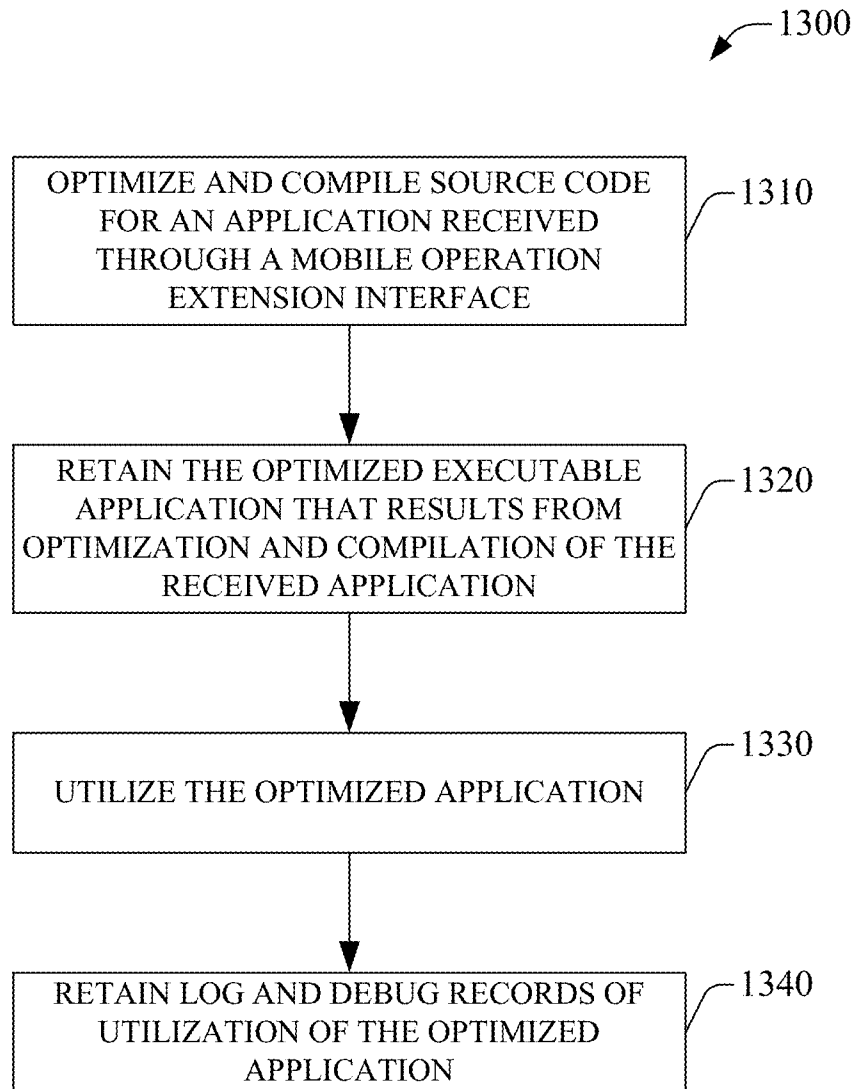 1300
OPTIMIZE AND COMPILE SOURCE CODE
FOR AN APPLICATION RECEIVED
THROUGH A MOBILE OPERATION
EXTENSION INTERFACE
1310
RETAIN THE OPTIMIZED EXECUTABLE
APPLICATION THAT RESULTS FROM
OPTIMIZATION AND COMPILATION OF THE
RECEIVED APPLICATION
1320
UTILIZE THE OPTIMIZED APPLICATION
1330
RETAIN LOG AND DEBUG RECORDS OF
UTILIZATION OF THE OPTIMIZED
APPLICATION
1340